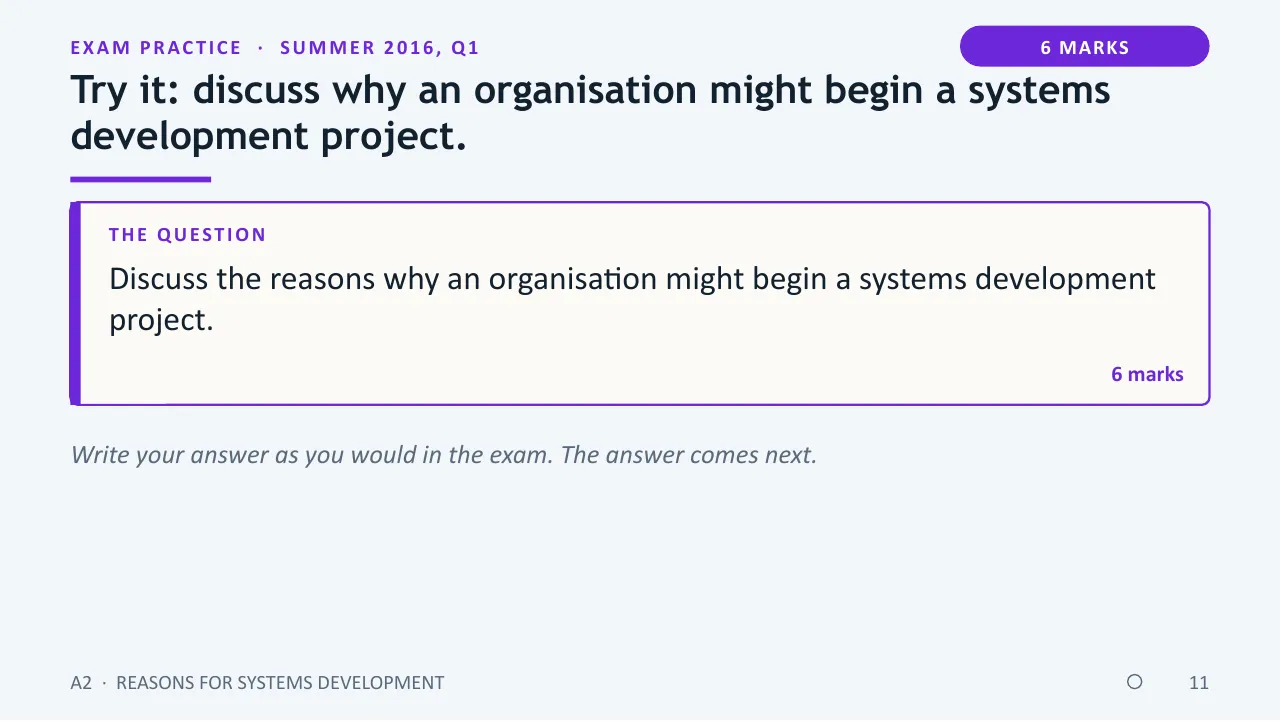 EXAM PRACTICE · SUMMER 2016, Q1
6 MARKS
Try it: discuss why an organisation might begin a systems
development project.
THE QUESTION
Discuss the reasons why an organisation might begin a systems development
project.
6 marks
Write your answer as you would in the exam. The answer comes next.
A2 · REASONS FOR SYSTEMS DEVELOPMENT
11